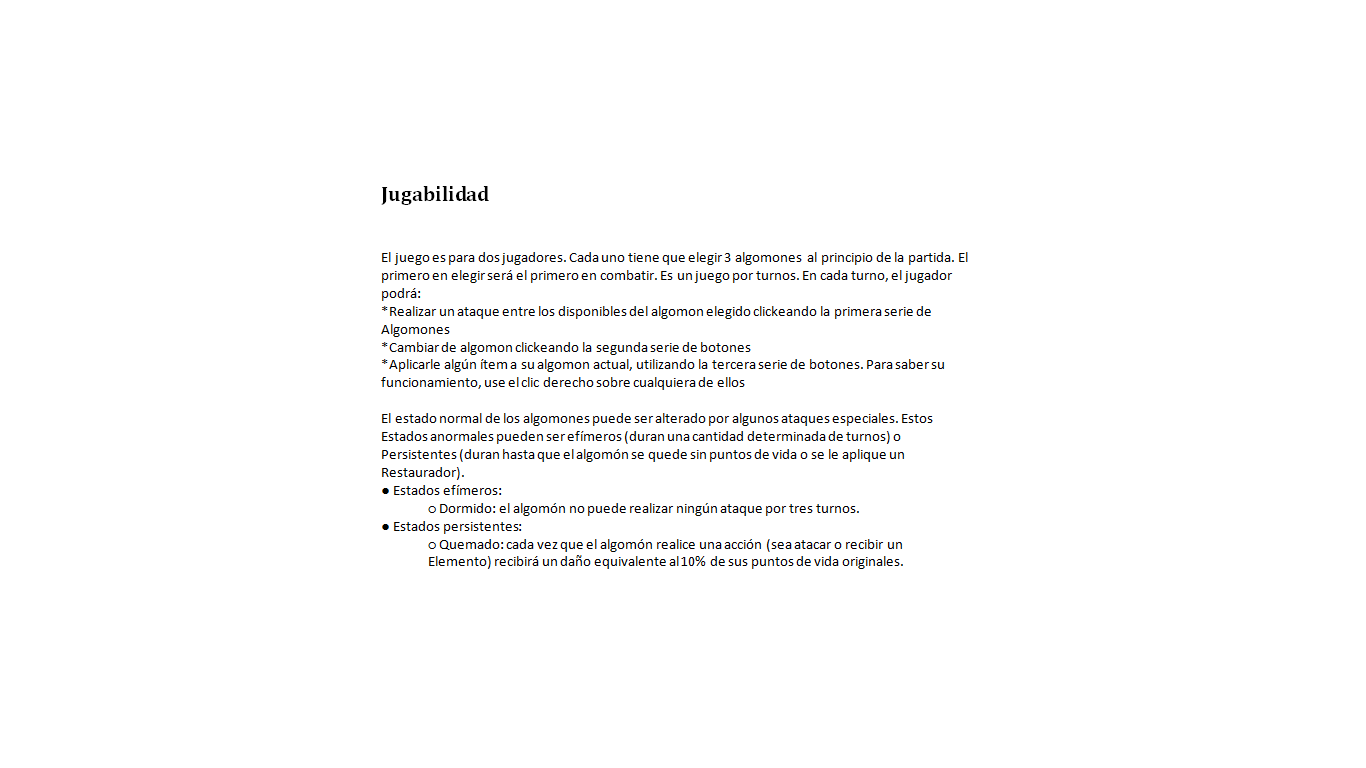 Jugabilidad
El juego es para dos jugadores. Cada uno tiene que elegir 3 algomones al principio de la partida. El
primero en elegir será el primero en combatir. Es un juego por turnos. En cada turno, el jugador
podrá:
*Realizar un ataque entre los disponibles del algomon elegido clickeando la primera serie de
Algomones
*Cambiar de algomon clickeando la segunda serie de botones
*Aplicarle algún ítem a su algomon actual, utilizando la tercera serie de botones. Para saber su
funcionamiento, use el clic derecho sobre cualquiera de ellos
El estado normal de los algomones puede ser alterado por algunos ataques especiales. Estos
Estados anormales pueden ser efímeros (duran una cantidad determinada de turnos) o
Persistentes (duran hasta que el algomón se quede sin puntos de vida o se le aplique un
Restaurador).
● Estados efímeros:
○ Dormido: el algomón no puede realizar ningún ataque por tres turnos.
● Estados persistentes:
○ Quemado: cada vez que el algomón realice una acción (sea atacar o recibir un
Elemento) recibirá un daño equivalente al 10% de sus puntos de vida originales.